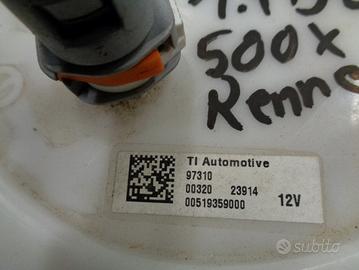 500x
Renne
TI Automotive
97310
00320 23914
00519359000 12V
subito